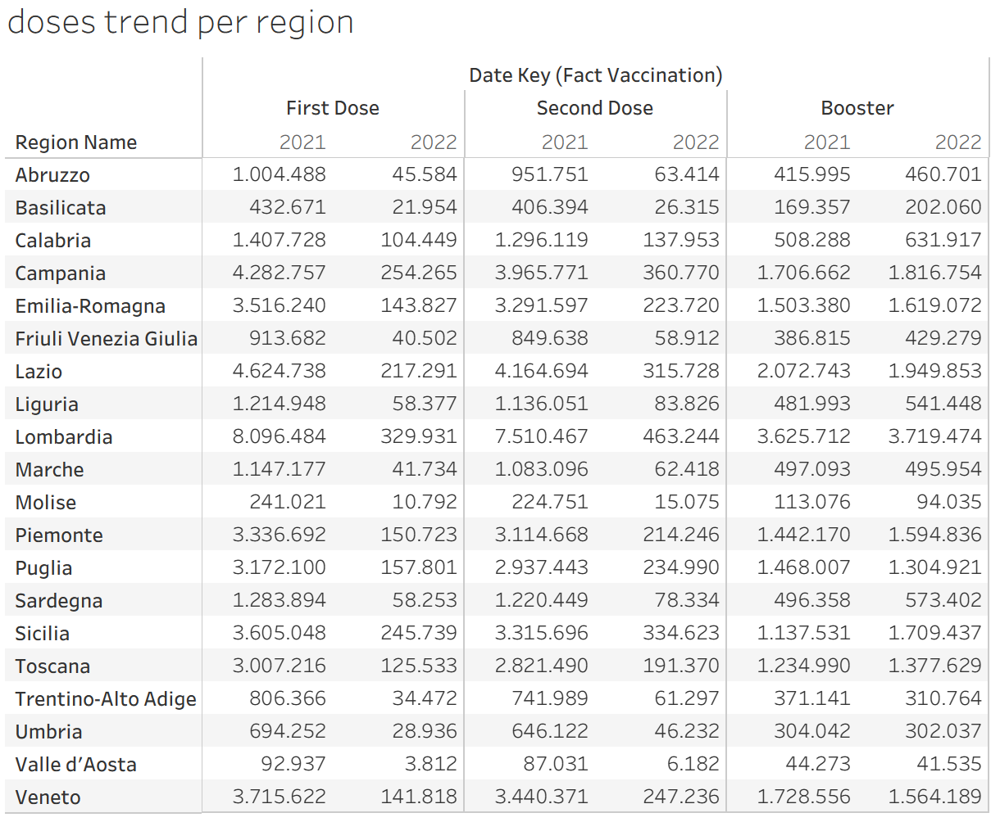 doses trend per region
Date Key (Fact Vaccination)
First Dose Second Dose Booster
Region Name 2021 2022 2021 2022 2021 2022
Abruzzo 1.004.488 45.584 951.751 63.414 415.995 460.701
Basilicata 432.671 21.954 406.394 26.315 169.357 202.060
Calabria 1.407.728 104.449 1.296.119 137.953 508.288 631.917
Campania 4.282.757 254.265 3.965.771 360.770 1.706.662 1.816.754
Emilia-Romagna 3.516.240 143.827 3.291.597 223.720 1.503.380 1.619.072
Friuli Venezia Giulia 913.682 40.502 849.638 58.912 386.815 429.279
Lazio 4.624.738 217.291 4.164.694 315.728 2.072.743 1.949.853
Liguria 1.214.948 58.377 1.136.051 83.826 481.993 541.448
Lombardia 8.096.484 329.931 7.510.467 463.244 3.625.712 3.719.474
Marche 1.147.177 41.734 1.083.096 62.418 497.093 495.954
Molise 241.021 10.792 224.751 15.075 113.076 94.035
Piemonte 3.336.692 150.723 3.114.668 214.246 1.442.170 1.594.836
Puglia 3.172.100 157.801 2.937.443 234.990 1.468.007 1.304.921
Sardegna 1.283.894 58.253 1.220.449 78.334 496.358 573.402
Sicilia 3.605.048 245.739 3.315.696 334.623 1.137.531 1.709.437
Toscana 3.007.216 125.533 2.821.490 191.370 1.234.990 1.377.629
Trentino-Alto Adige 806.366 34.472 741.989 61.297 371.141 310.764
Umbria 694.252 28.936 646.122 46.232 304.042 302.037
Valle d'Aosta 92.937 3.812 87.031 6.182 44.273 41.535
Veneto 3.715.622 141.818 3.440.371 247.236 1.728.556 1.564.189